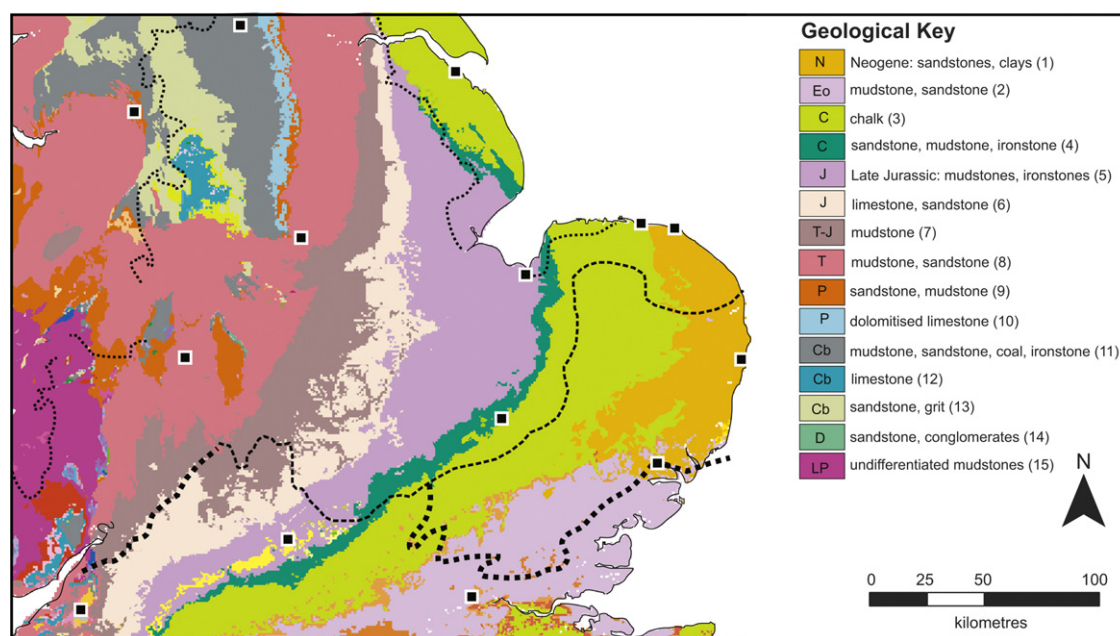 Geological Key
N Neogene: sandstones, clays (1)
Eo mudstone, sandstone (2)
C chalk (3)
C sandstone, mudstone, ironstone (4)
J Late Jurassic: mudstones, ironstones (5)
J limestone, sandstone (6)
T-J mudstone (7)
T mudstone, sandstone (8)
P sandstone, mudstone (9)
P dolomitised limestone (10)
Cb mudstone, sandstone, coal, ironstone (11)
Cb limestone (12)
Cb sandstone, grit (13)
D sandstone, conglomerates (14)
LP undifferentiated mudstones (15)
N
0 25 50 100
kilometres